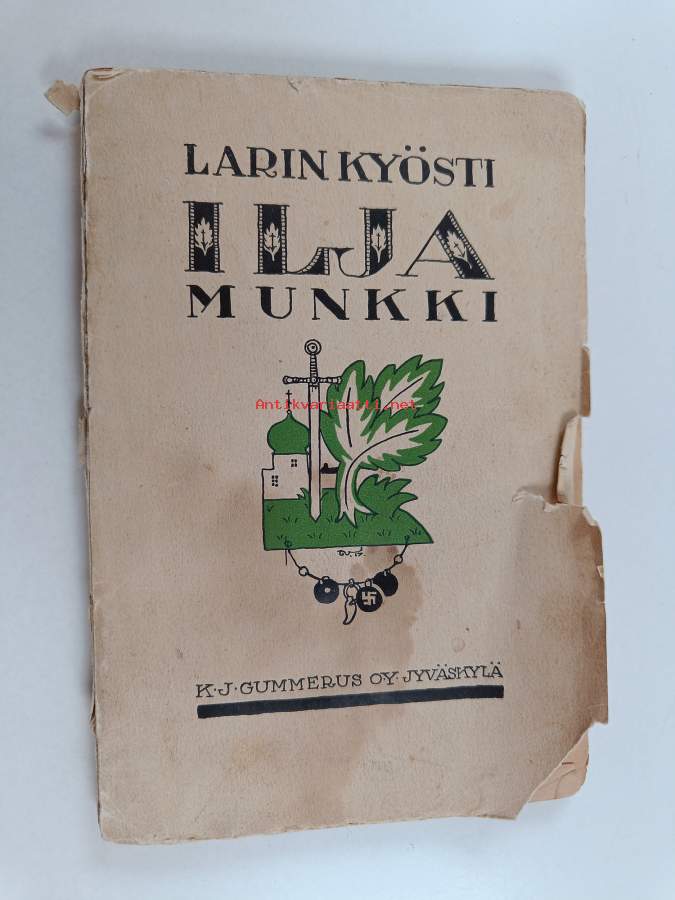 LARIN KYÖSTI
ILJA
MUNKKI
Antikvariaatti.net
K·J·GUMMERUS OY·JYVÄSKYLÄ